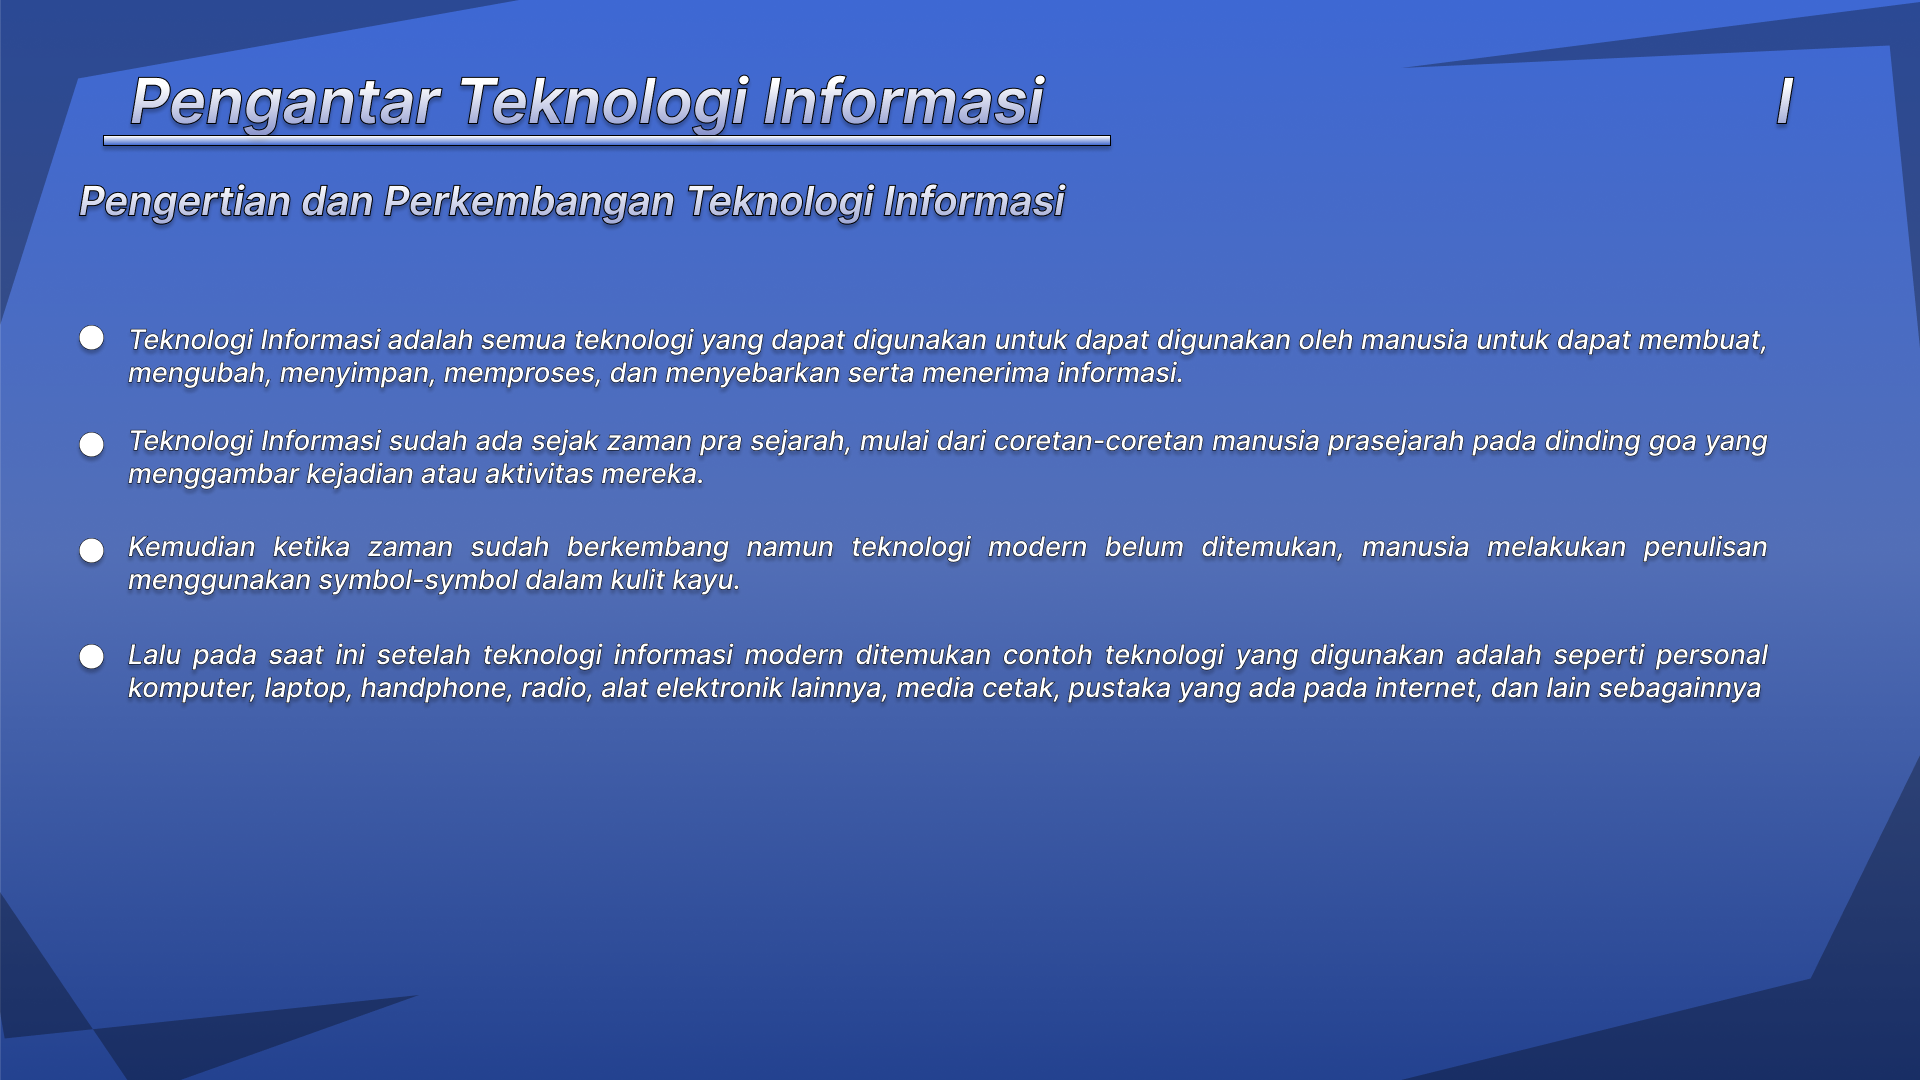 Pengantar Teknologi Informasi
I
Pengertian dan Perkembangan Teknologi Informasi
Teknologi Informasi adalah semua teknologi yang dapat digunakan untuk dapat digunakan oleh manusia untuk dapat membuat,
mengubah, menyimpan, memproses, dan menyebarkan serta menerima informasi.
Teknologi Informasi sudah ada sejak zaman pra sejarah, mulai dari coretan-coretan manusia prasejarah pada dinding goa yang
menggambar kejadian atau aktivitas mereka.
Kemudian ketika zaman sudah berkembang namun teknologi modern belum ditemukan, manusia melakukan penulisan
menggunakan symbol-symbol dalam kulit kayu.
Lalu pada saat ini setelah teknologi informasi modern ditemukan contoh teknologi yang digunakan adalah seperti personal
komputer, laptop, handphone, radio, alat elektronik lainnya, media cetak, pustaka yang ada pada internet, dan lain sebagainnya